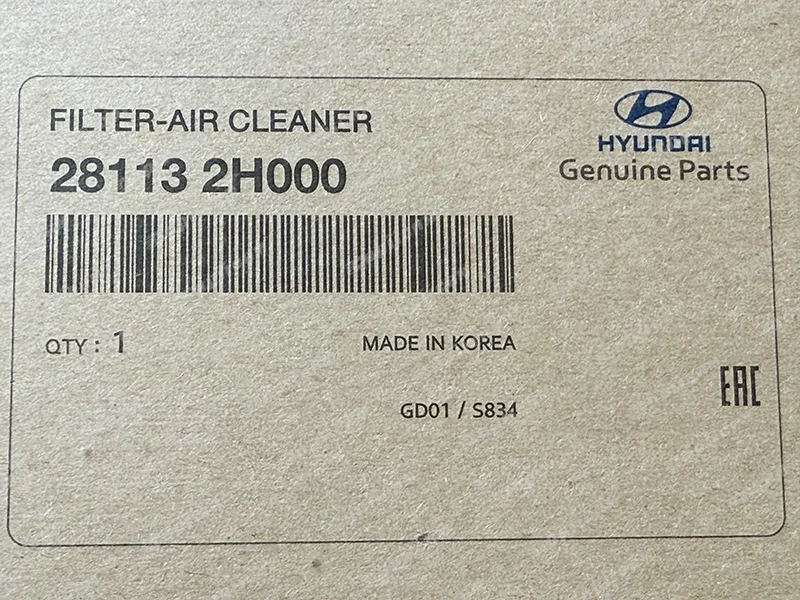 FILTER-AIR CLEANER
28113 2H000
HYUNDAI
Genuine Parts
QTY : 1
MADE IN KOREA
GD01 / S834
EAC